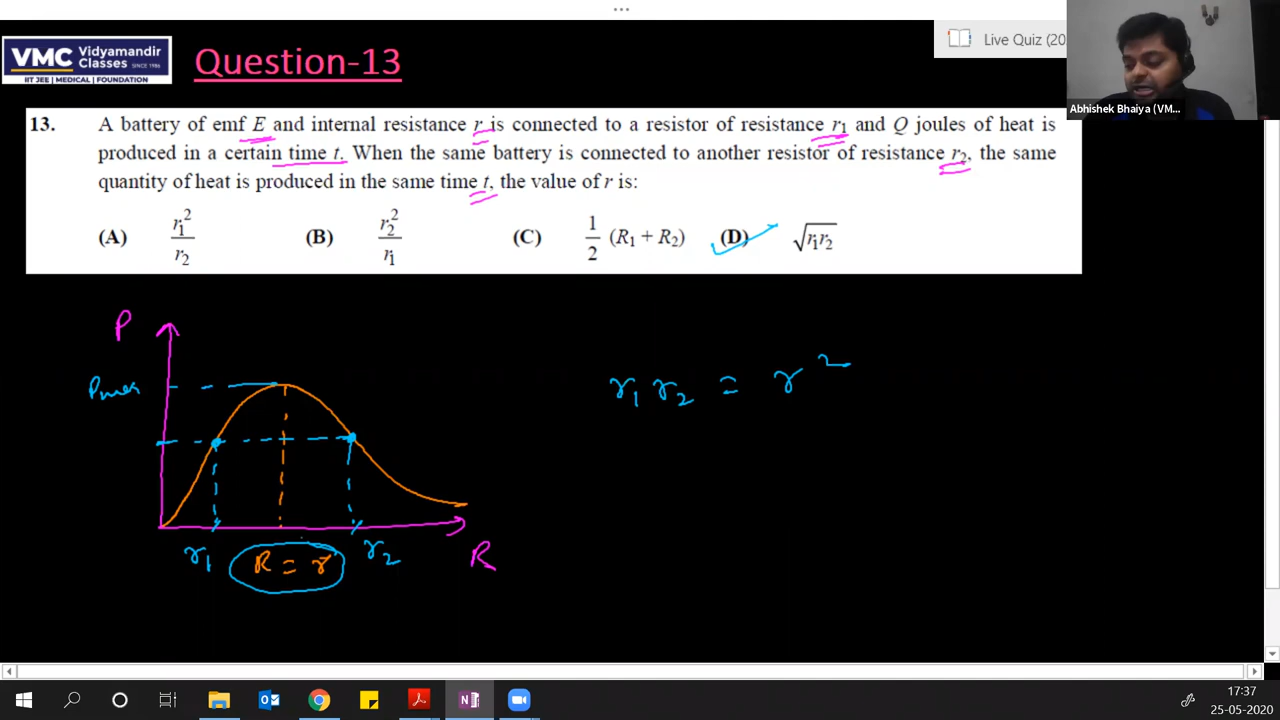 ...
VMC Vidyamandir Classes SINCE 1986
IIT JEE | MEDICAL | FOUNDATION
Question-13
Live Quiz (20
Abhishek Bhaiya (VM...
13. A battery of emf E and internal resistance r is connected to a resistor of resistance r₁ and Q joules of heat is
produced in a certain time t. When the same battery is connected to another resistor of resistance r₂, the same
quantity of heat is produced in the same time t, the value of r is:
(A) r₁²/r₂ (B) r₂²/r₁ (C) 1/2 (R₁ + R₂) (D) √r₁r₂
P
Pmax
r₁ r₂ = r²
r₁ R = r r₂ R
17:37
25-05-2020